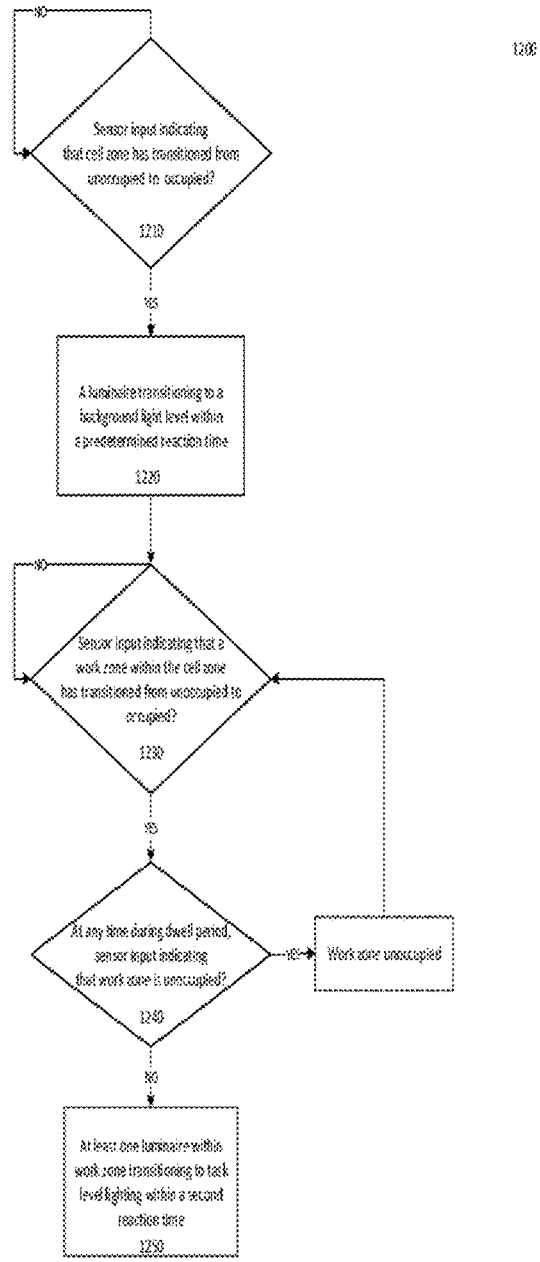 NO
1200
Sensor input indicating
that cell zone has transitioned from
unoccupied to occupied?
1210
YES
A luminaire transitioning to a
background light level within
a predetermined reaction time
1220
NO
Sensor input indicating that a
work zone within the cell zone
has transitioned from unoccupied to
occupied?
1230
YES
At any time during dwell period,
sensor input indicating
that work zone is unoccupied?
1240
YES
Work zone unoccupied
NO
At least one luminaire within
work zone transitioning to task
level lighting within a second
reaction time
1250